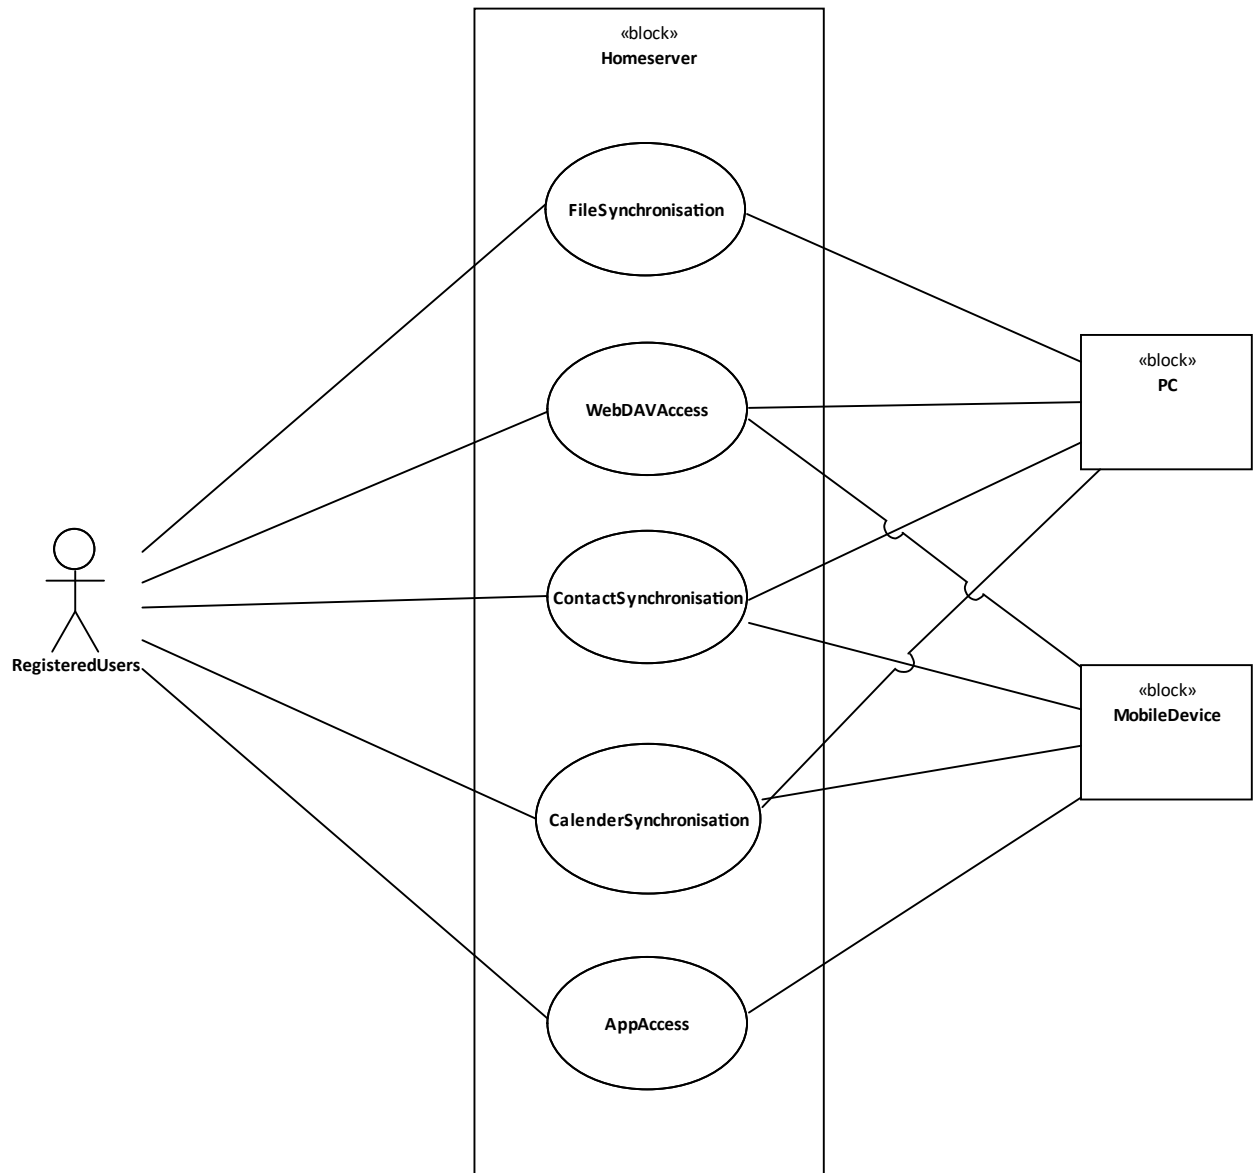 «block»
Homeserver
FileSynchronisation
WebDAVAccess
ContactSynchronisation
CalenderSynchronisation
AppAccess
RegisteredUsers
«block»
PC
«block»
MobileDevice